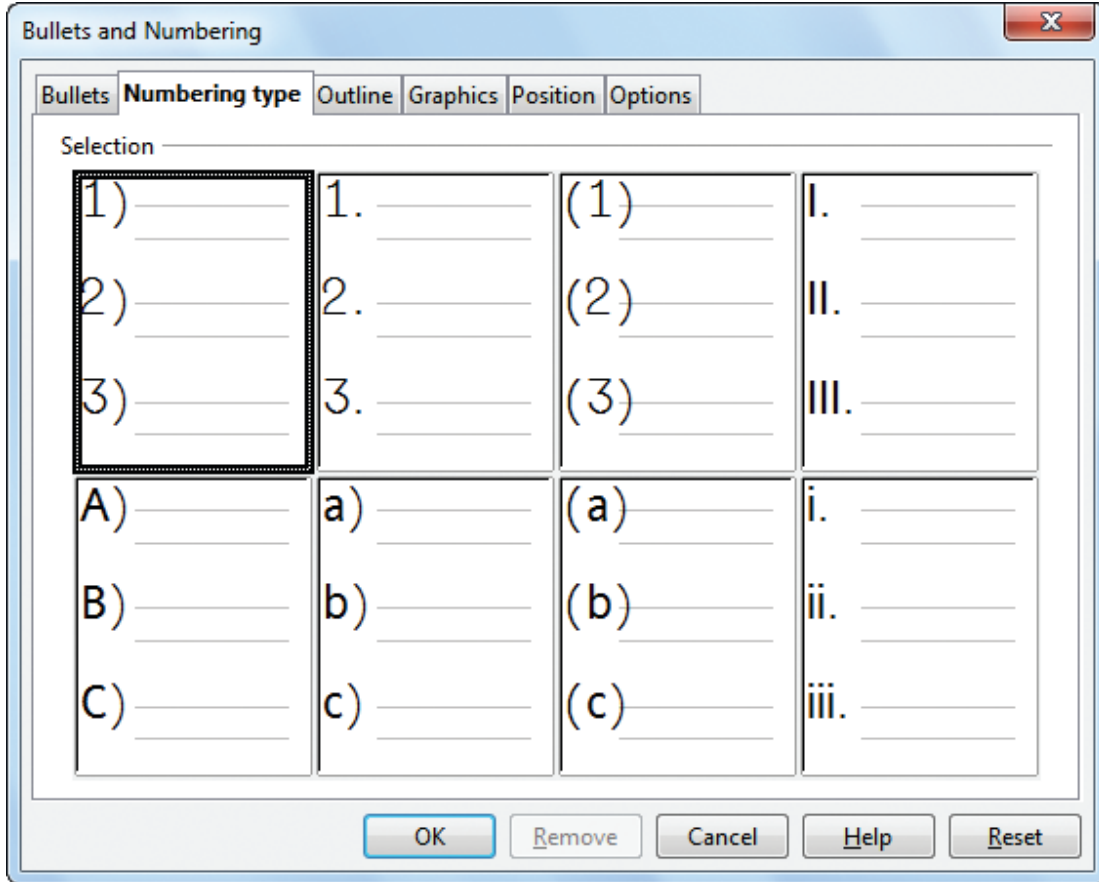 Bullets and Numbering
Bullets Numbering type Outline Graphics Position Options
Selection
1) 1. (1) I.
2) 2. (2) II.
3) 3. (3) III.
A) a) (a) i.
B) b) (b) ii.
C) c) (c) iii.
OK Remove Cancel Help Reset